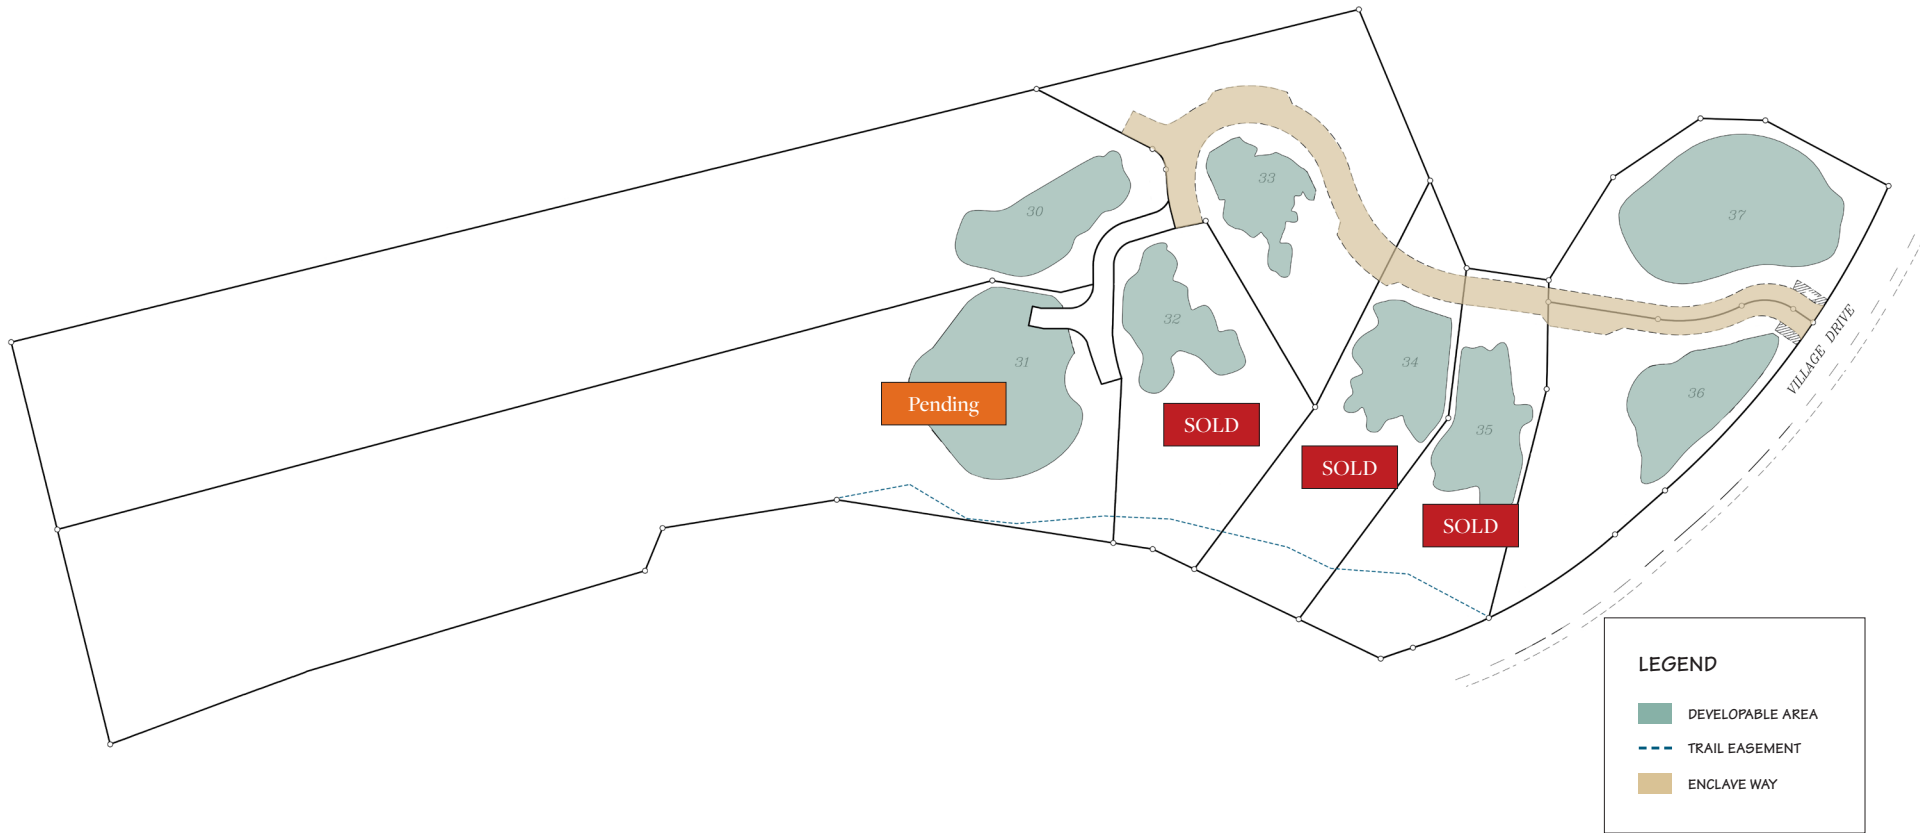 33
37
30
32
31
34
VILLAGE DRIVE
36
Pending
SOLD
35
SOLD
SOLD
LEGEND
DEVELOPABLE AREA
TRAIL EASEMENT
ENCLAVE WAY